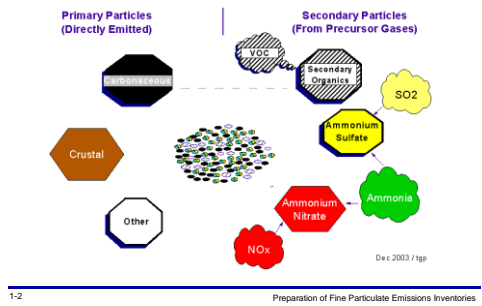 Primary Particles
(Directly Emitted)
Secondary Particles
(From Precursor Gases)
VOC
Carbonaceous
Secondary
Organics
SO2
Ammonium
Sulfate
Crustal
Ammonia
Ammonium
Nitrate
Other
NOx
Dec 2003 / tgp
1-2
Preparation of Fine Particulate Emissions Inventories